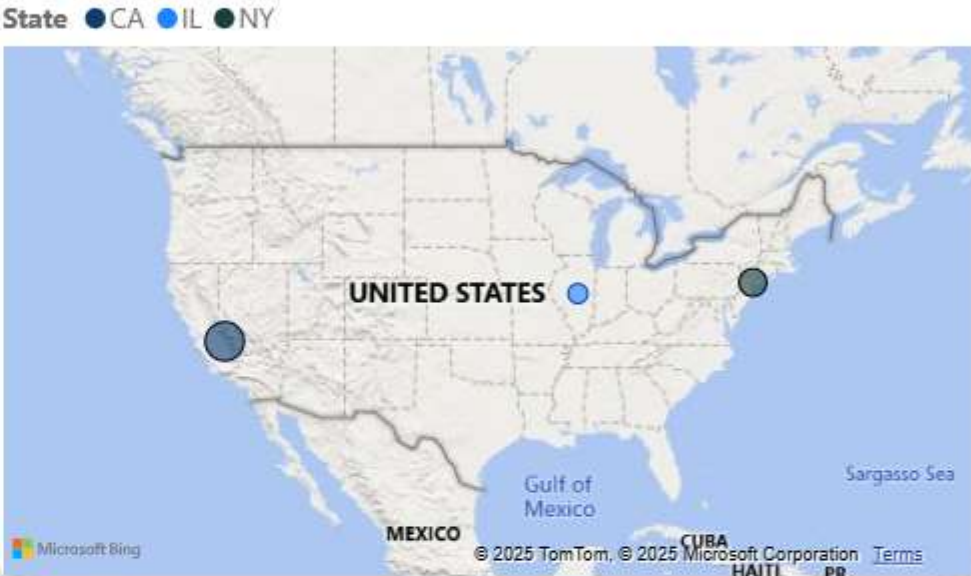 State CA IL NY
UNITED STATES
Sargasso Sea
Gulf of
Mexico
MEXICO
CUBA
Microsoft Bing
© 2025 TomTom, © 2025 Microsoft Corporation Terms
HAITI PR